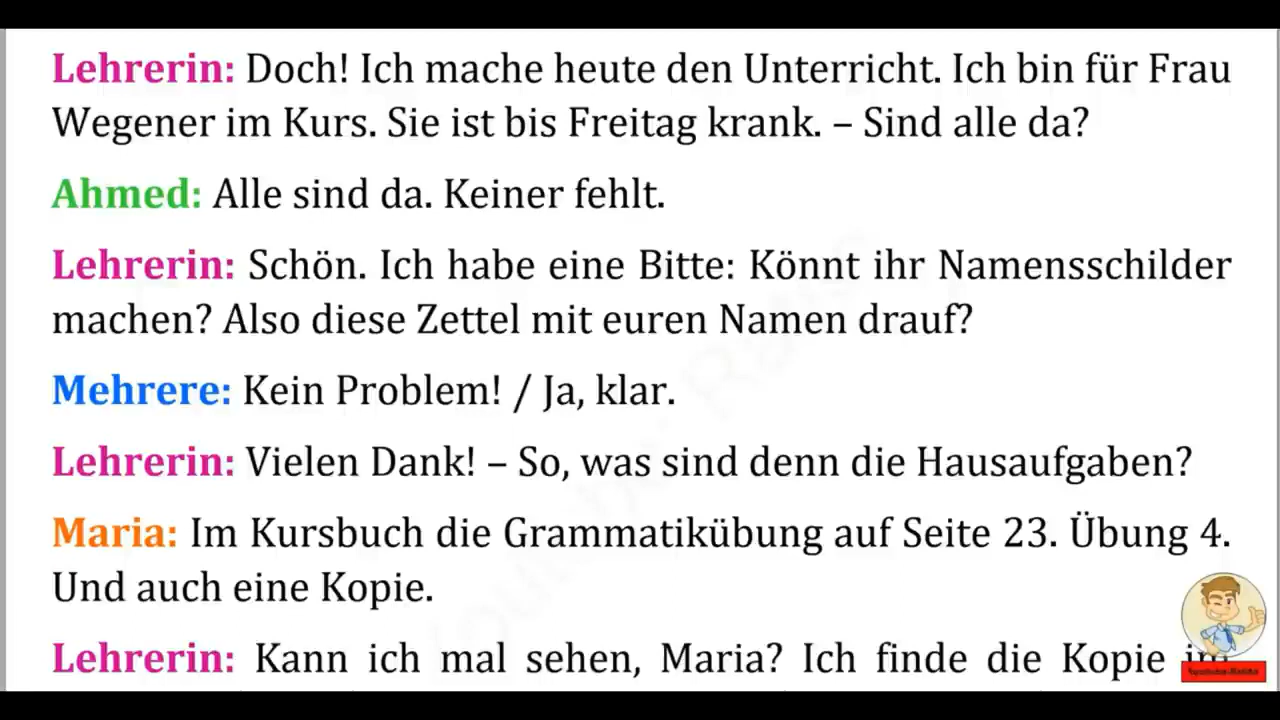 Lehrerin: Doch! Ich mache heute den Unterricht. Ich bin für Frau
Wegener im Kurs. Sie ist bis Freitag krank. – Sind alle da?
Ahmed: Alle sind da. Keiner fehlt.
Lehrerin: Schön. Ich habe eine Bitte: Könnt ihr Namensschilder
machen? Also diese Zettel mit euren Namen drauf?
Mehrere: Kein Problem! / Ja, klar.
Lehrerin: Vielen Dank! – So, was sind denn die Hausaufgaben?
Maria: Im Kursbuch die Grammatikübung auf Seite 23. Übung 4.
Und auch eine Kopie.
Lehrerin: Kann ich mal sehen, Maria? Ich finde die Kopie